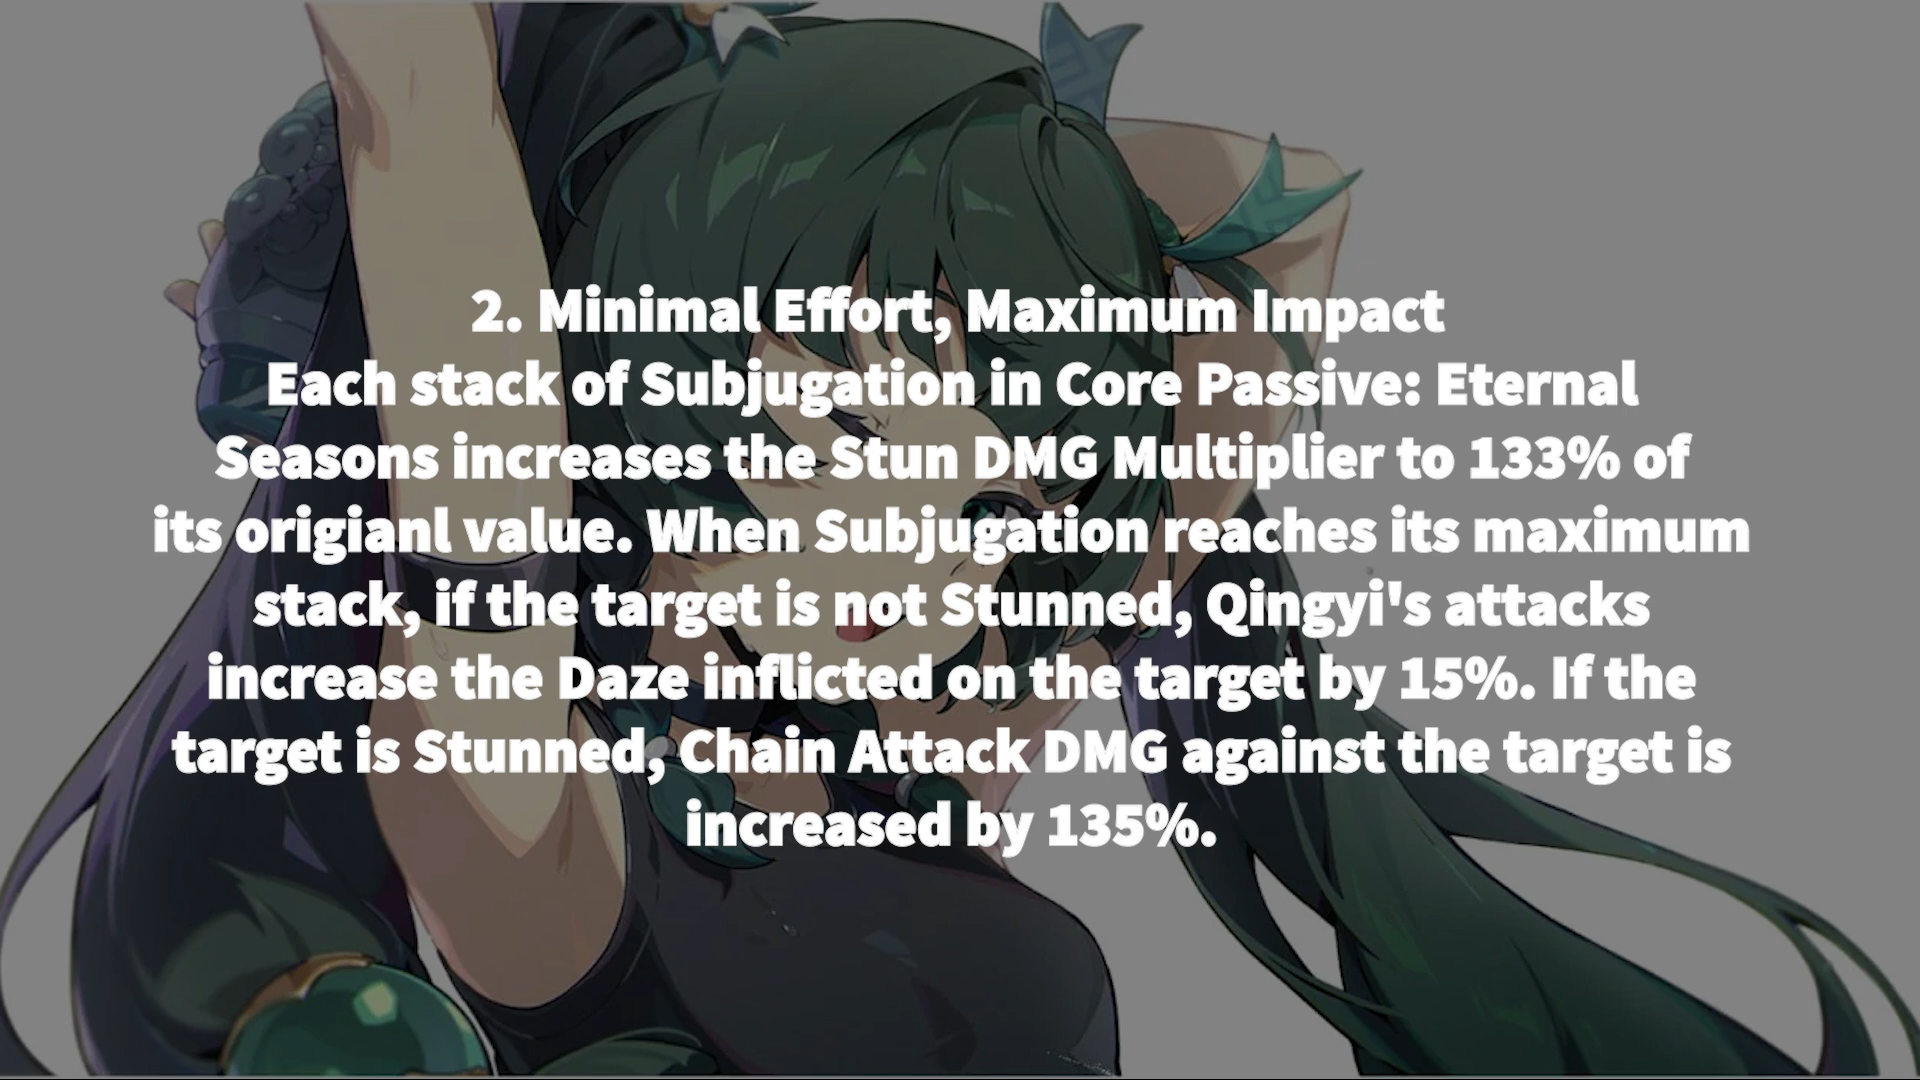 2. Minimal Effort, Maximum Impact
Each stack of Subjugation in Core Passive: Eternal
Seasons increases the Stun DMG Multiplier to 133% of
its origianl value. When Subjugation reaches its maximum
stack, if the target is not Stunned, Qingyi's attacks
increase the Daze inflicted on the target by 15%. If the
target is Stunned, Chain Attack DMG against the target is
increased by 135%.